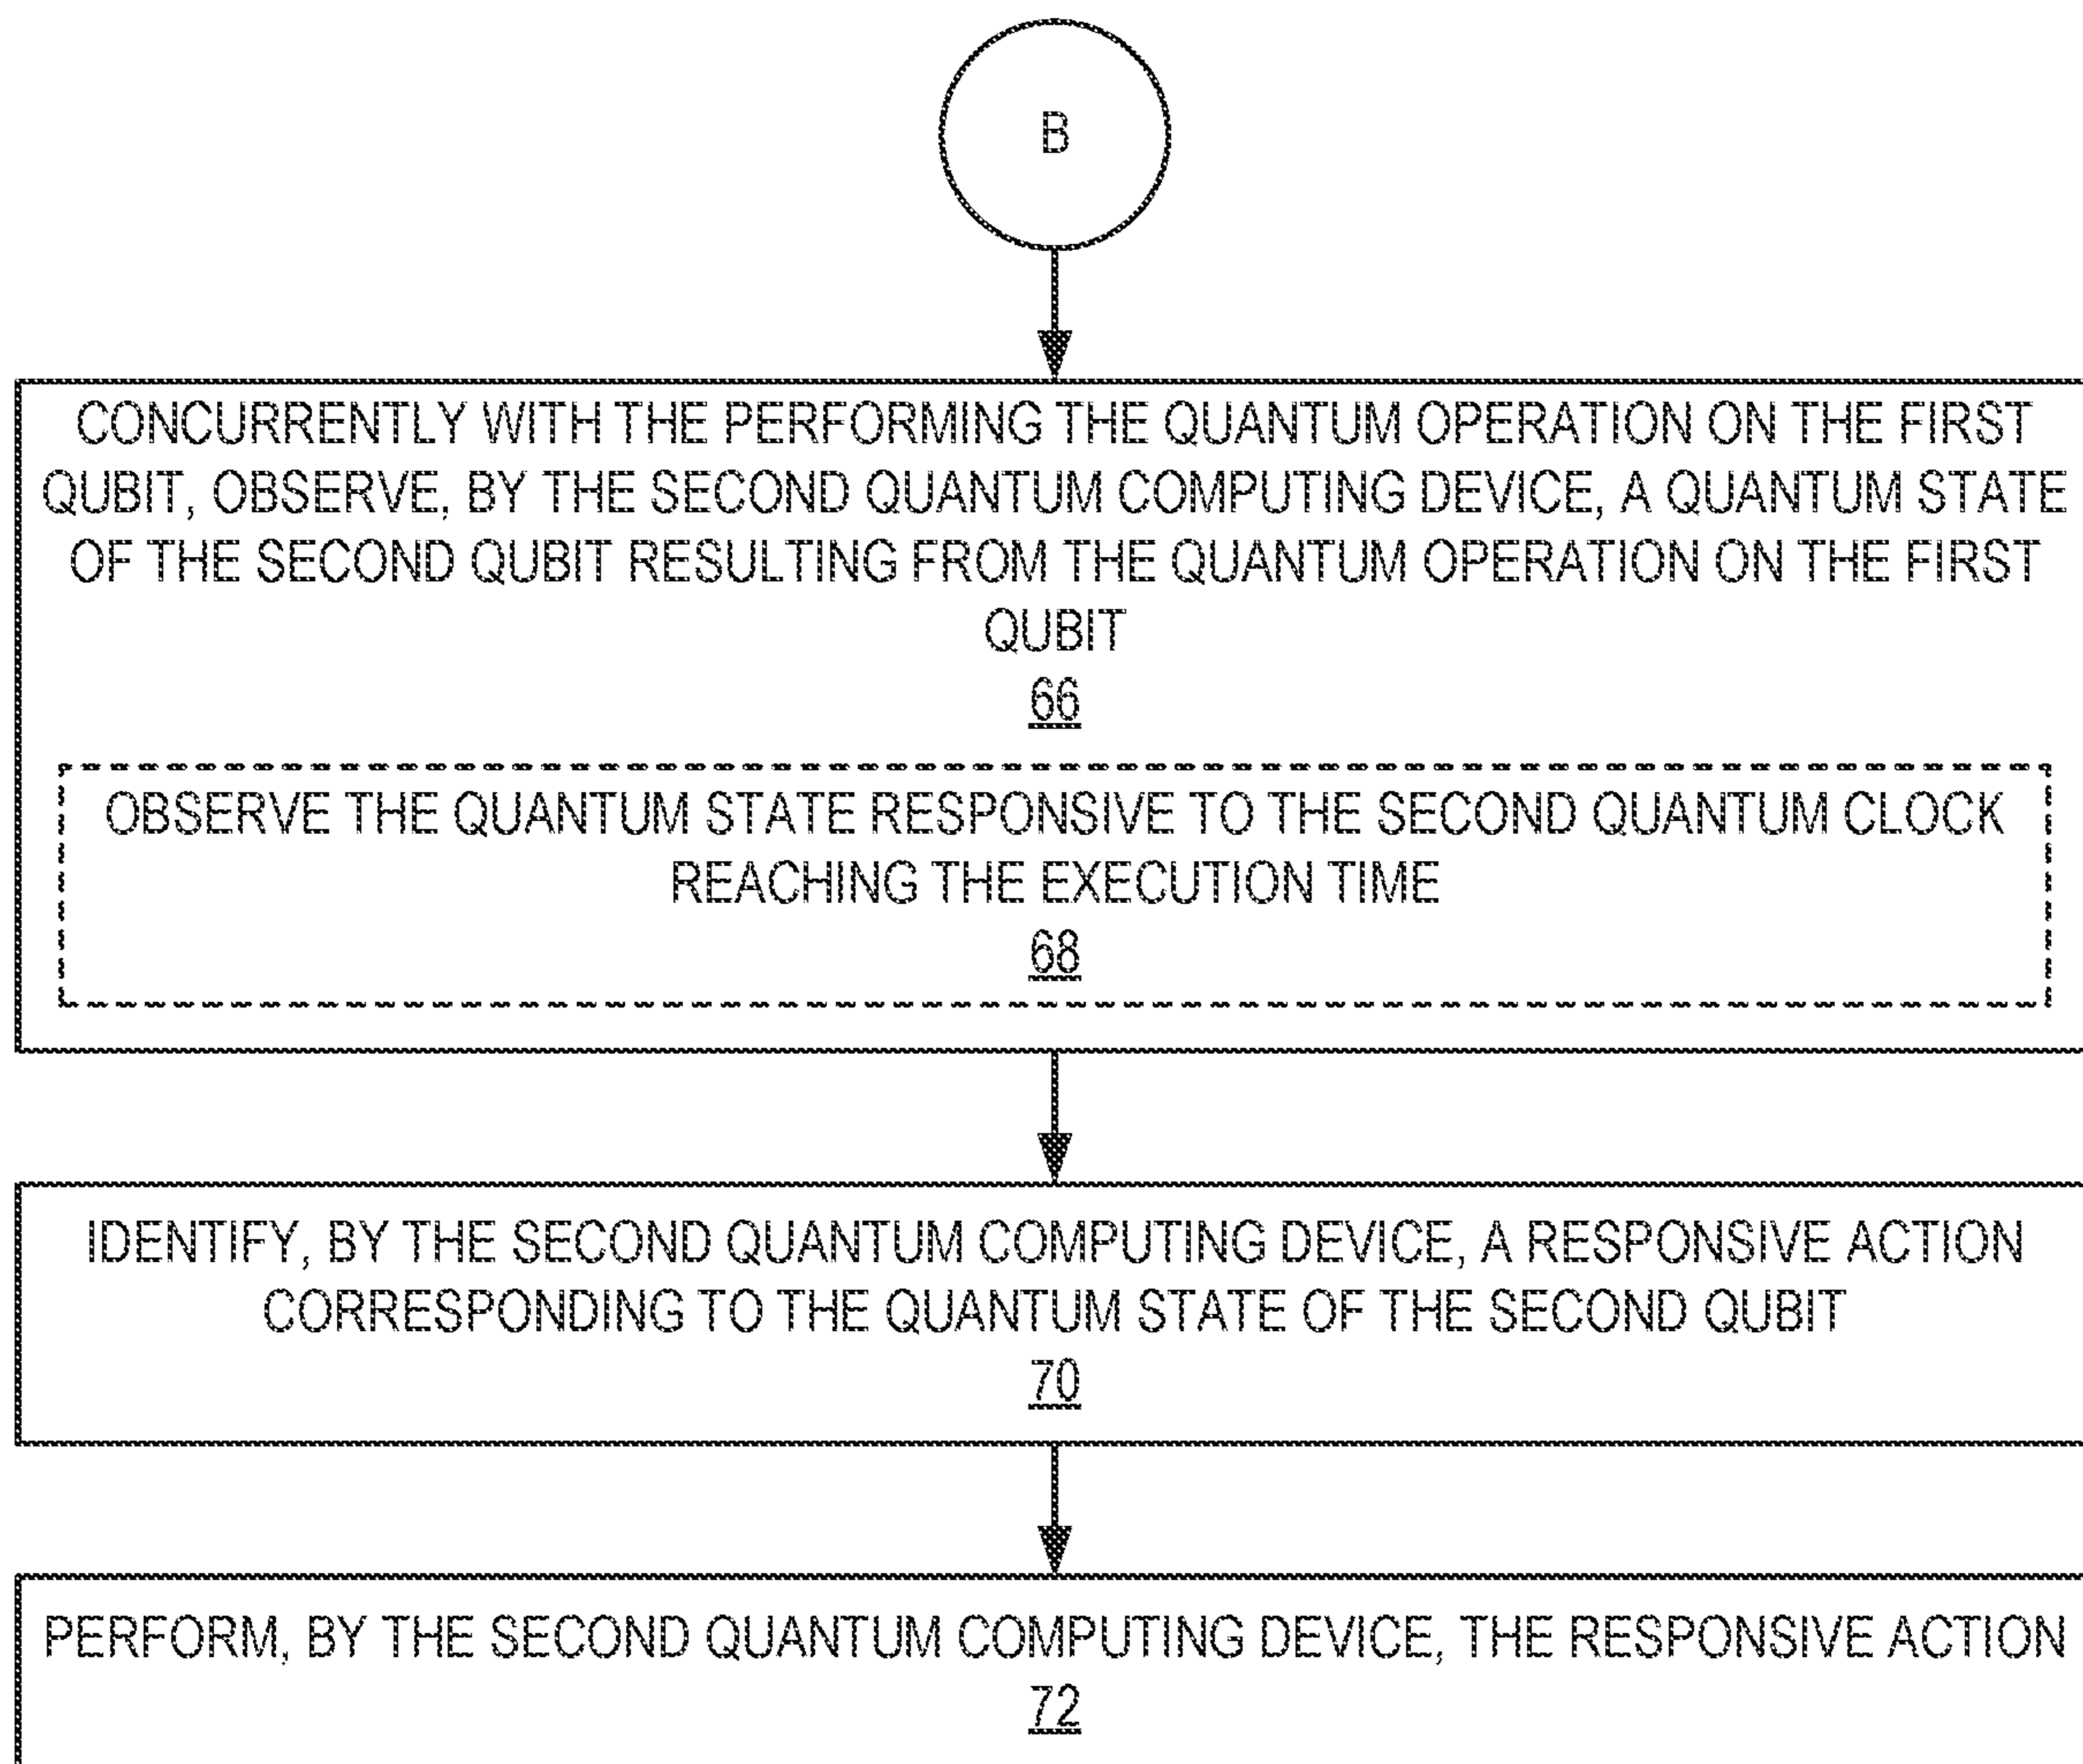 B
CONCURRENTLY WITH THE PERFORMING THE QUANTUM OPERATION ON THE FIRST
QUBIT, OBSERVE, BY THE SECOND QUANTUM COMPUTING DEVICE, A QUANTUM STATE
OF THE SECOND QUBIT RESULTING FROM THE QUANTUM OPERATION ON THE FIRST
QUBIT
66
OBSERVE THE QUANTUM STATE RESPONSIVE TO THE SECOND QUANTUM CLOCK
REACHING THE EXECUTION TIME
68
IDENTIFY, BY THE SECOND QUANTUM COMPUTING DEVICE, A RESPONSIVE ACTION
CORRESPONDING TO THE QUANTUM STATE OF THE SECOND QUBIT
70
PERFORM, BY THE SECOND QUANTUM COMPUTING DEVICE, THE RESPONSIVE ACTION
72